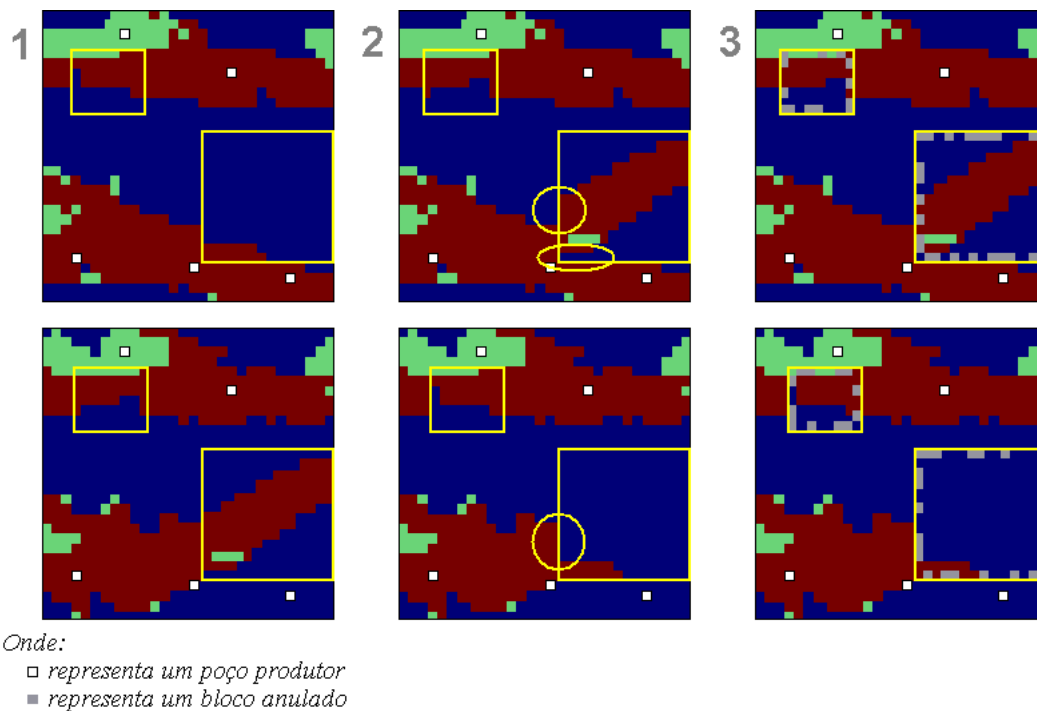 1 2 3
Onde:
representa um poço produtor
representa um bloco anulado